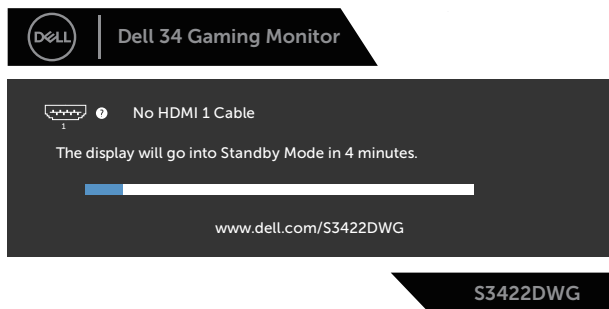 DELL
Dell 34 Gaming Monitor
? No HDMI 1 Cable
1
The display will go into Standby Mode in 4 minutes.
www.dell.com/S3422DWG
S3422DWG